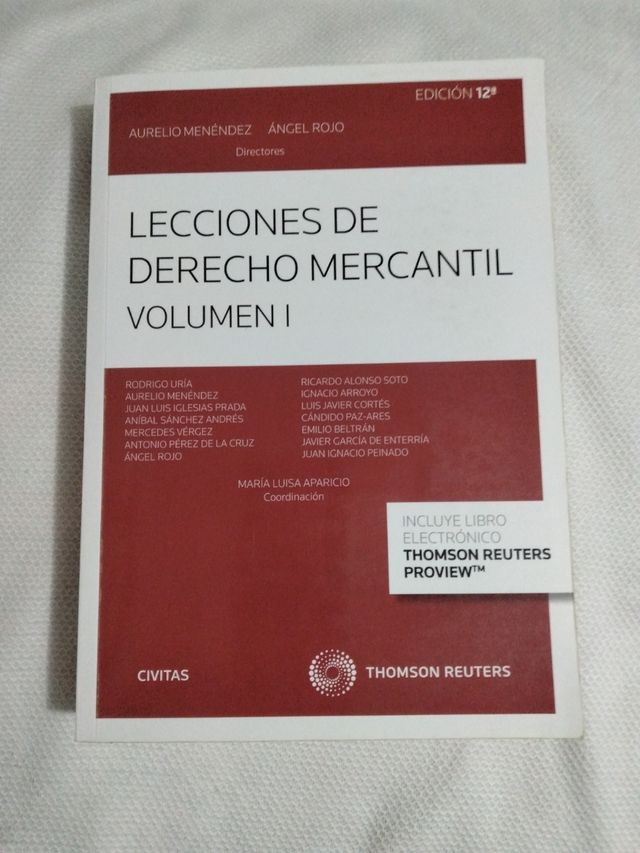 EDICIÓN 12ª
AURELIO MENÉNDEZ ÁNGEL ROJO
Directores
LECCIONES DE
DERECHO MERCANTIL
VOLUMEN I
RODRIGO URÍA
AURELIO MENÉNDEZ
JUAN LUIS IGLESIAS PRADA
ANÍBAL SÁNCHEZ ANDRÉS
MERCEDES VÉRGEZ
ANTONIO PÉREZ DE LA CRUZ
ÁNGEL ROJO
RICARDO ALONSO SOTO
IGNACIO ARROYO
LUIS JAVIER CORTÉS
CÁNDIDO PAZ-ARES
EMILIO BELTRÁN
JAVIER GARCÍA DE ENTERRÍA
JUAN IGNACIO PEINADO
MARÍA LUISA APARICIO
Coordinación
INCLUYE LIBRO
ELECTRÓNICO
THOMSON REUTERS
PROVIEW™
CIVITAS
THOMSON REUTERS